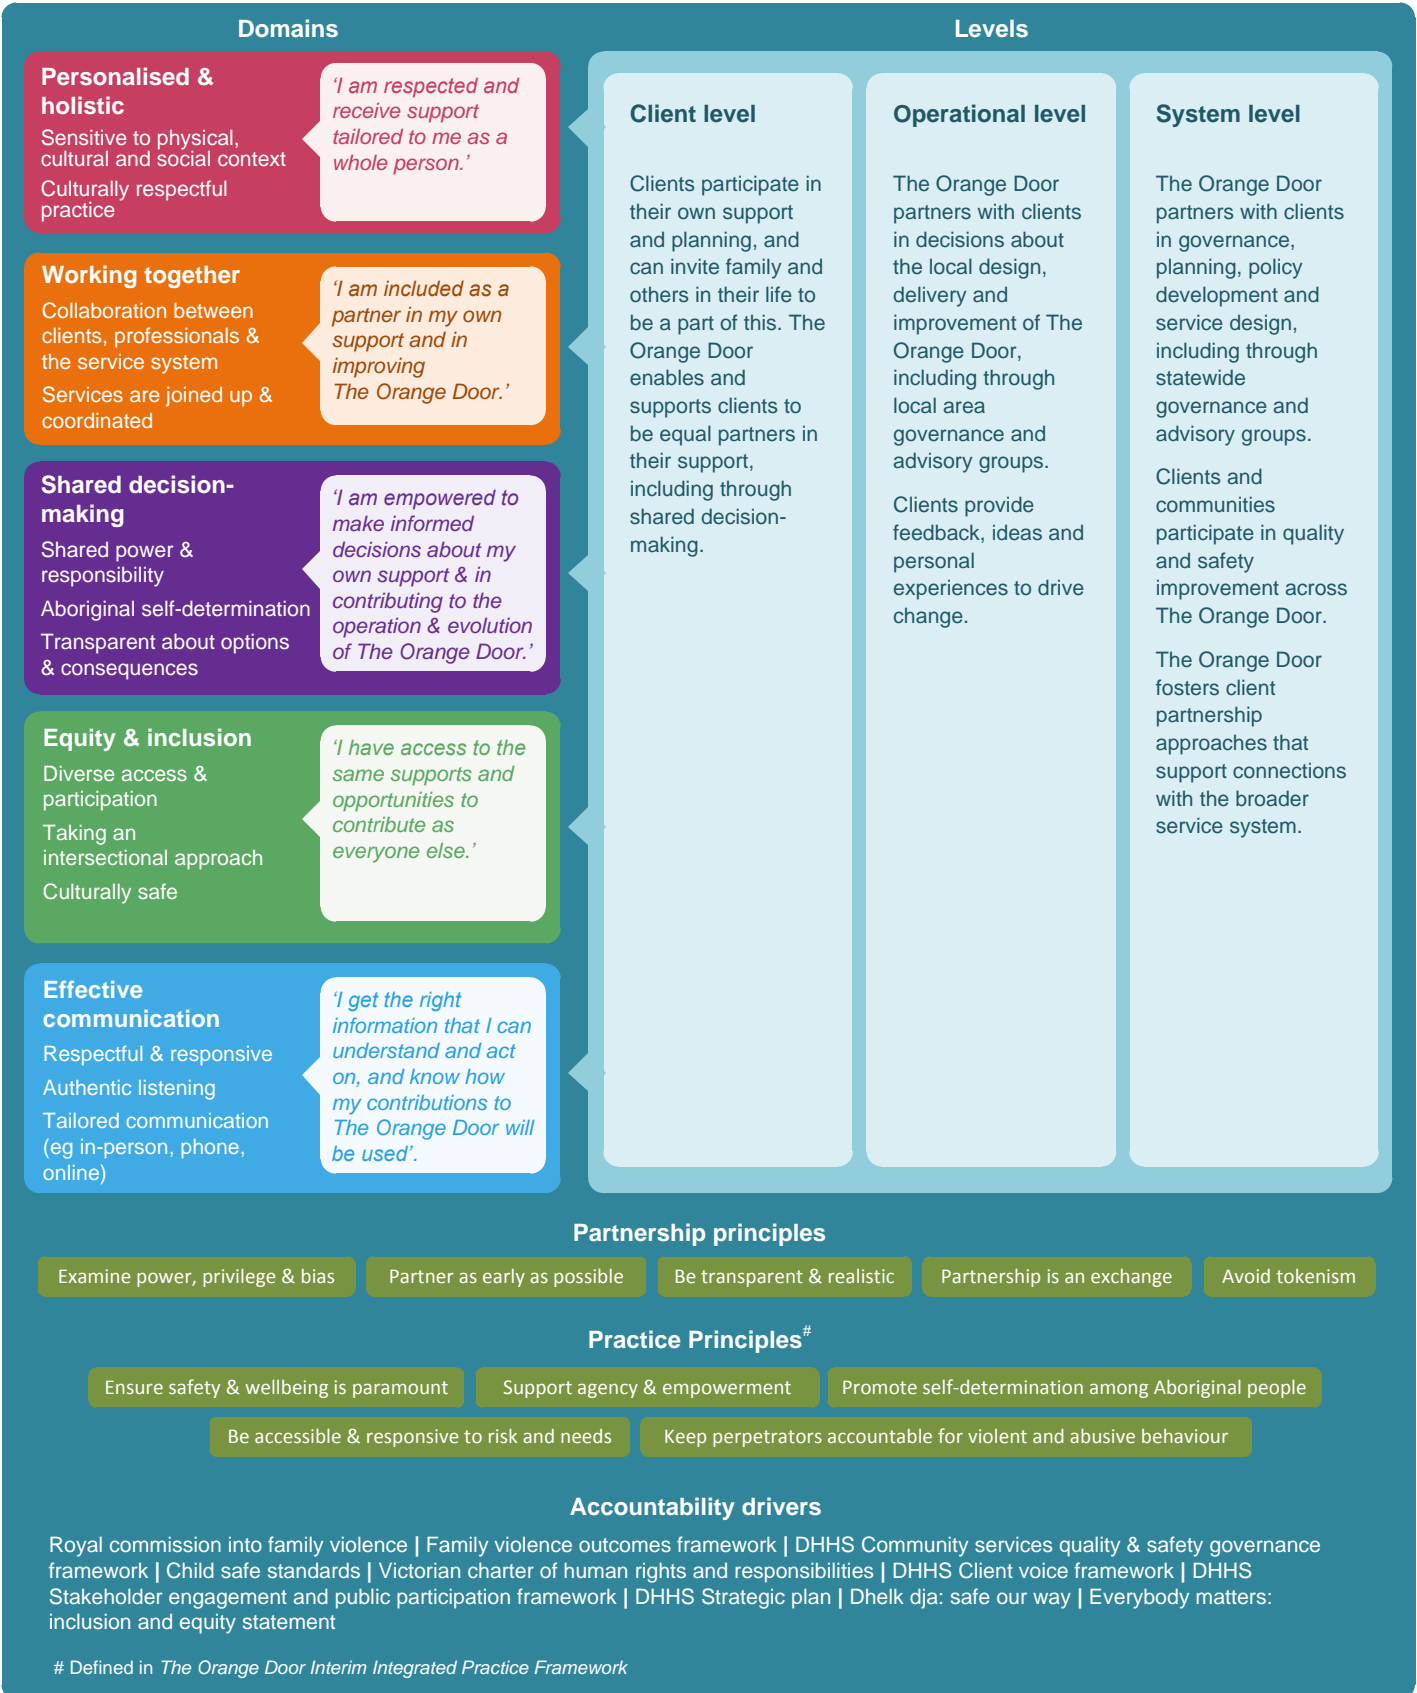 Domains
Levels
Personalised &
holistic
Sensitive to physical,
cultural and social context
Culturally respectful
practice
‘I am respected and
receive support
tailored to me as a
whole person.’
Working together
Collaboration between
clients, professionals &
the service system
Services are joined up &
coordinated
‘I am included as a
partner in my own
support and in
improving
The Orange Door.’
Shared decision-
making
Shared power &
responsibility
Aboriginal self-determination
Transparent about options
& consequences
‘I am empowered to
make informed
decisions about my
own support & in
contributing to the
operation & evolution
of The Orange Door.’
Equity & inclusion
Diverse access &
participation
Taking an
intersectional approach
Culturally safe
‘I have access to the
same supports and
opportunities to
contribute as
everyone else.’
Effective
communication
Respectful & responsive
Authentic listening
Tailored communication
(eg in-person, phone,
online)
‘I get the right
information that I can
understand and act
on, and know how
my contributions to
The Orange Door will
be used’.
Client level
Clients participate in
their own support
and planning, and
can invite family and
others in their life to
be a part of this. The
Orange Door
enables and
supports clients to
be equal partners in
their support,
including through
shared decision-
making.
Operational level
The Orange Door
partners with clients
in decisions about
the local design,
delivery and
improvement of The
Orange Door,
including through
local area
governance and
advisory groups.
Clients provide
feedback, ideas and
personal
experiences to drive
change.
System level
The Orange Door
partners with clients
in governance,
planning, policy
development and
service design,
including through
statewide
governance and
advisory groups.
Clients and
communities
participate in quality
and safety
improvement across
The Orange Door.
The Orange Door
fosters client
partnership
approaches that
support connections
with the broader
service system.
Partnership principles
Examine power, privilege & bias
Partner as early as possible
Be transparent & realistic
Partnership is an exchange
Avoid tokenism
Practice Principles#
Ensure safety & wellbeing is paramount
Support agency & empowerment
Promote self-determination among Aboriginal people
Be accessible & responsive to risk and needs
Keep perpetrators accountable for violent and abusive behaviour
Accountability drivers
Royal commission into family violence | Family violence outcomes framework | DHHS Community services quality & safety governance
framework | Child safe standards | Victorian charter of human rights and responsibilities | DHHS Client voice framework | DHHS
Stakeholder engagement and public participation framework | DHHS Strategic plan | Dhelk dja: safe our way | Everybody matters:
inclusion and equity statement
# Defined in The Orange Door Interim Integrated Practice Framework